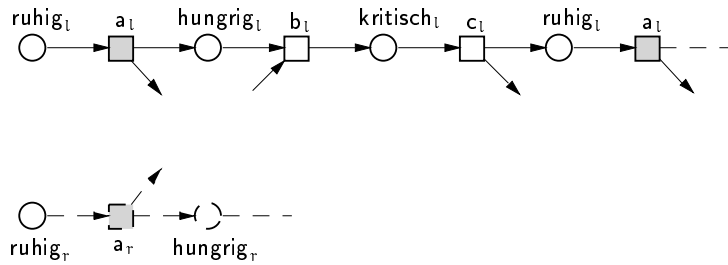 ruhigₗ aₗ hungrigₗ bₗ kritischₗ cₗ ruhigₗ aₗ
ruhigᵣ aᵣ hungrigᵣ